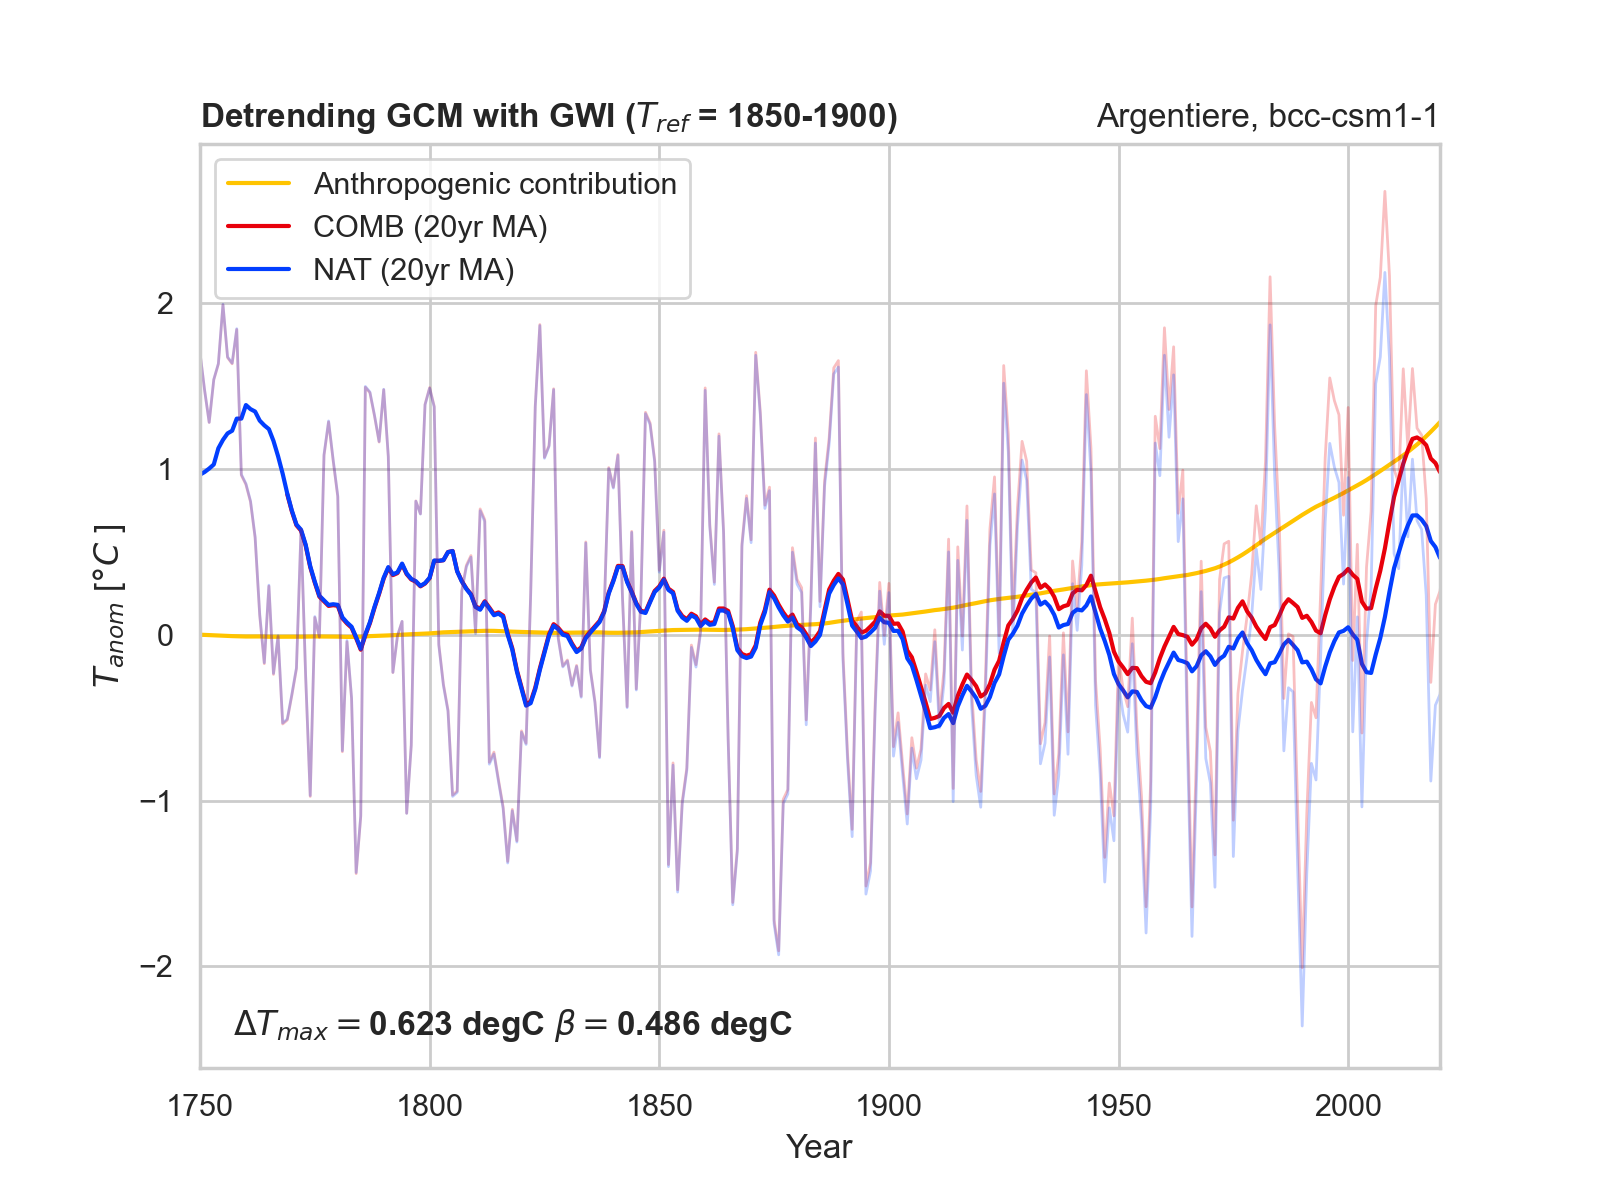 Detrending GCM with GWI (T_ref = 1850-1900)
Argentiere, bcc-csm1-1
Anthropogenic contribution
COMB (20yr MA)
NAT (20yr MA)
2
1
0
−1
−2
T_anom [°C ]
ΔT_max = 0.623 degC β = 0.486 degC
1750 1800 1850 1900 1950 2000
Year